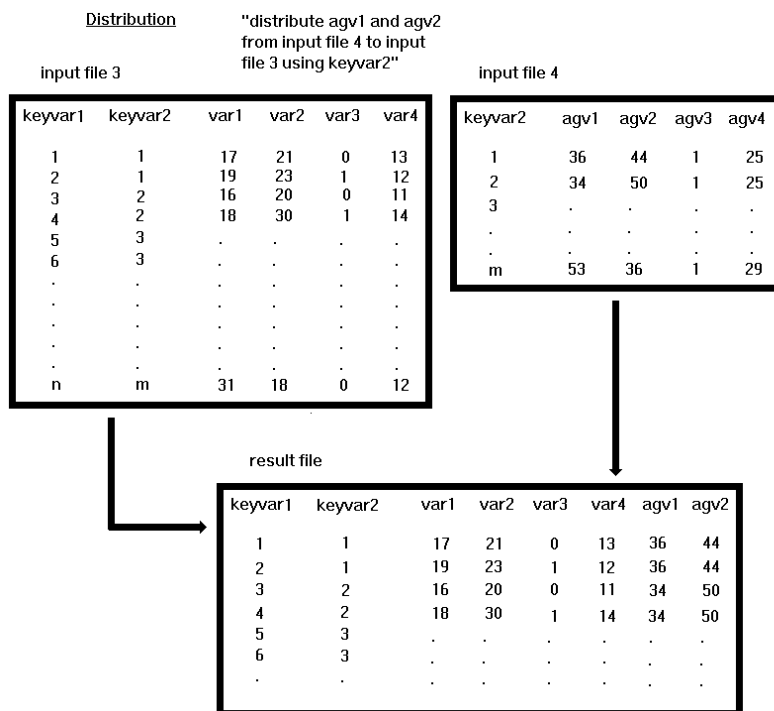 Distribution
"distribute agv1 and agv2
from input file 4 to input
file 3 using keyvar2"
input file 3
keyvar1 keyvar2 var1 var2 var3 var4
1 1 17 21 0 13
2 1 19 23 1 12
3 2 16 20 0 11
4 2 18 30 1 14
5 3 . . . .
6 3 . . . .
. . . . . .
. . . . . .
. . . . . .
. . . . . .
. . . . . .
n m 31 18 0 12
input file 4
keyvar2 agv1 agv2 agv3 agv4
1 36 44 1 25
2 34 50 1 25
3 . . . .
. . . . .
. . . . .
m 53 36 1 29
result file
keyvar1 keyvar2 var1 var2 var3 var4 agv1 agv2
1 1 17 21 0 13 36 44
2 1 19 23 1 12 36 44
3 2 16 20 0 11 34 50
4 2 18 30 1 14 34 50
5 3 . . . . . .
6 3 . . . . . .
. . . . . . . .